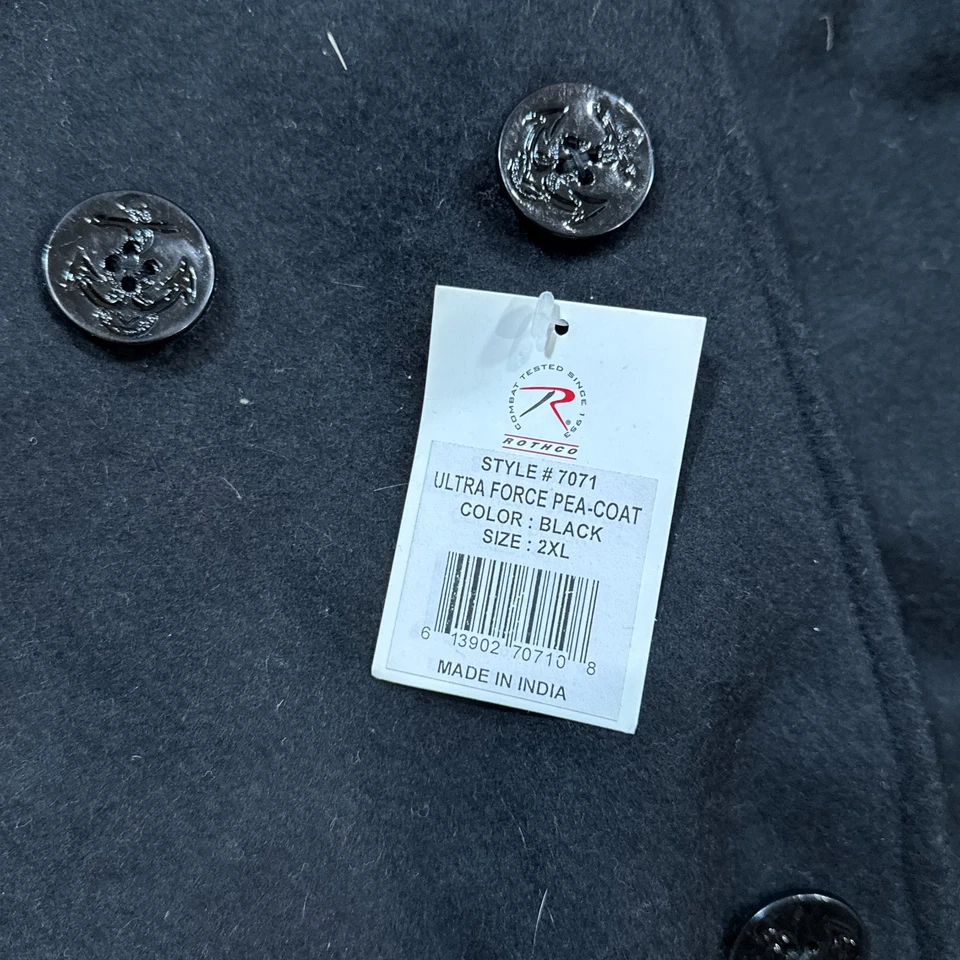 COMBAT TESTED SINCE 1953
R®
ROTHCO
STYLE # 7071
ULTRA FORCE PEA-COAT
COLOR : BLACK
SIZE : 2XL
6 13902 70710 8
MADE IN INDIA